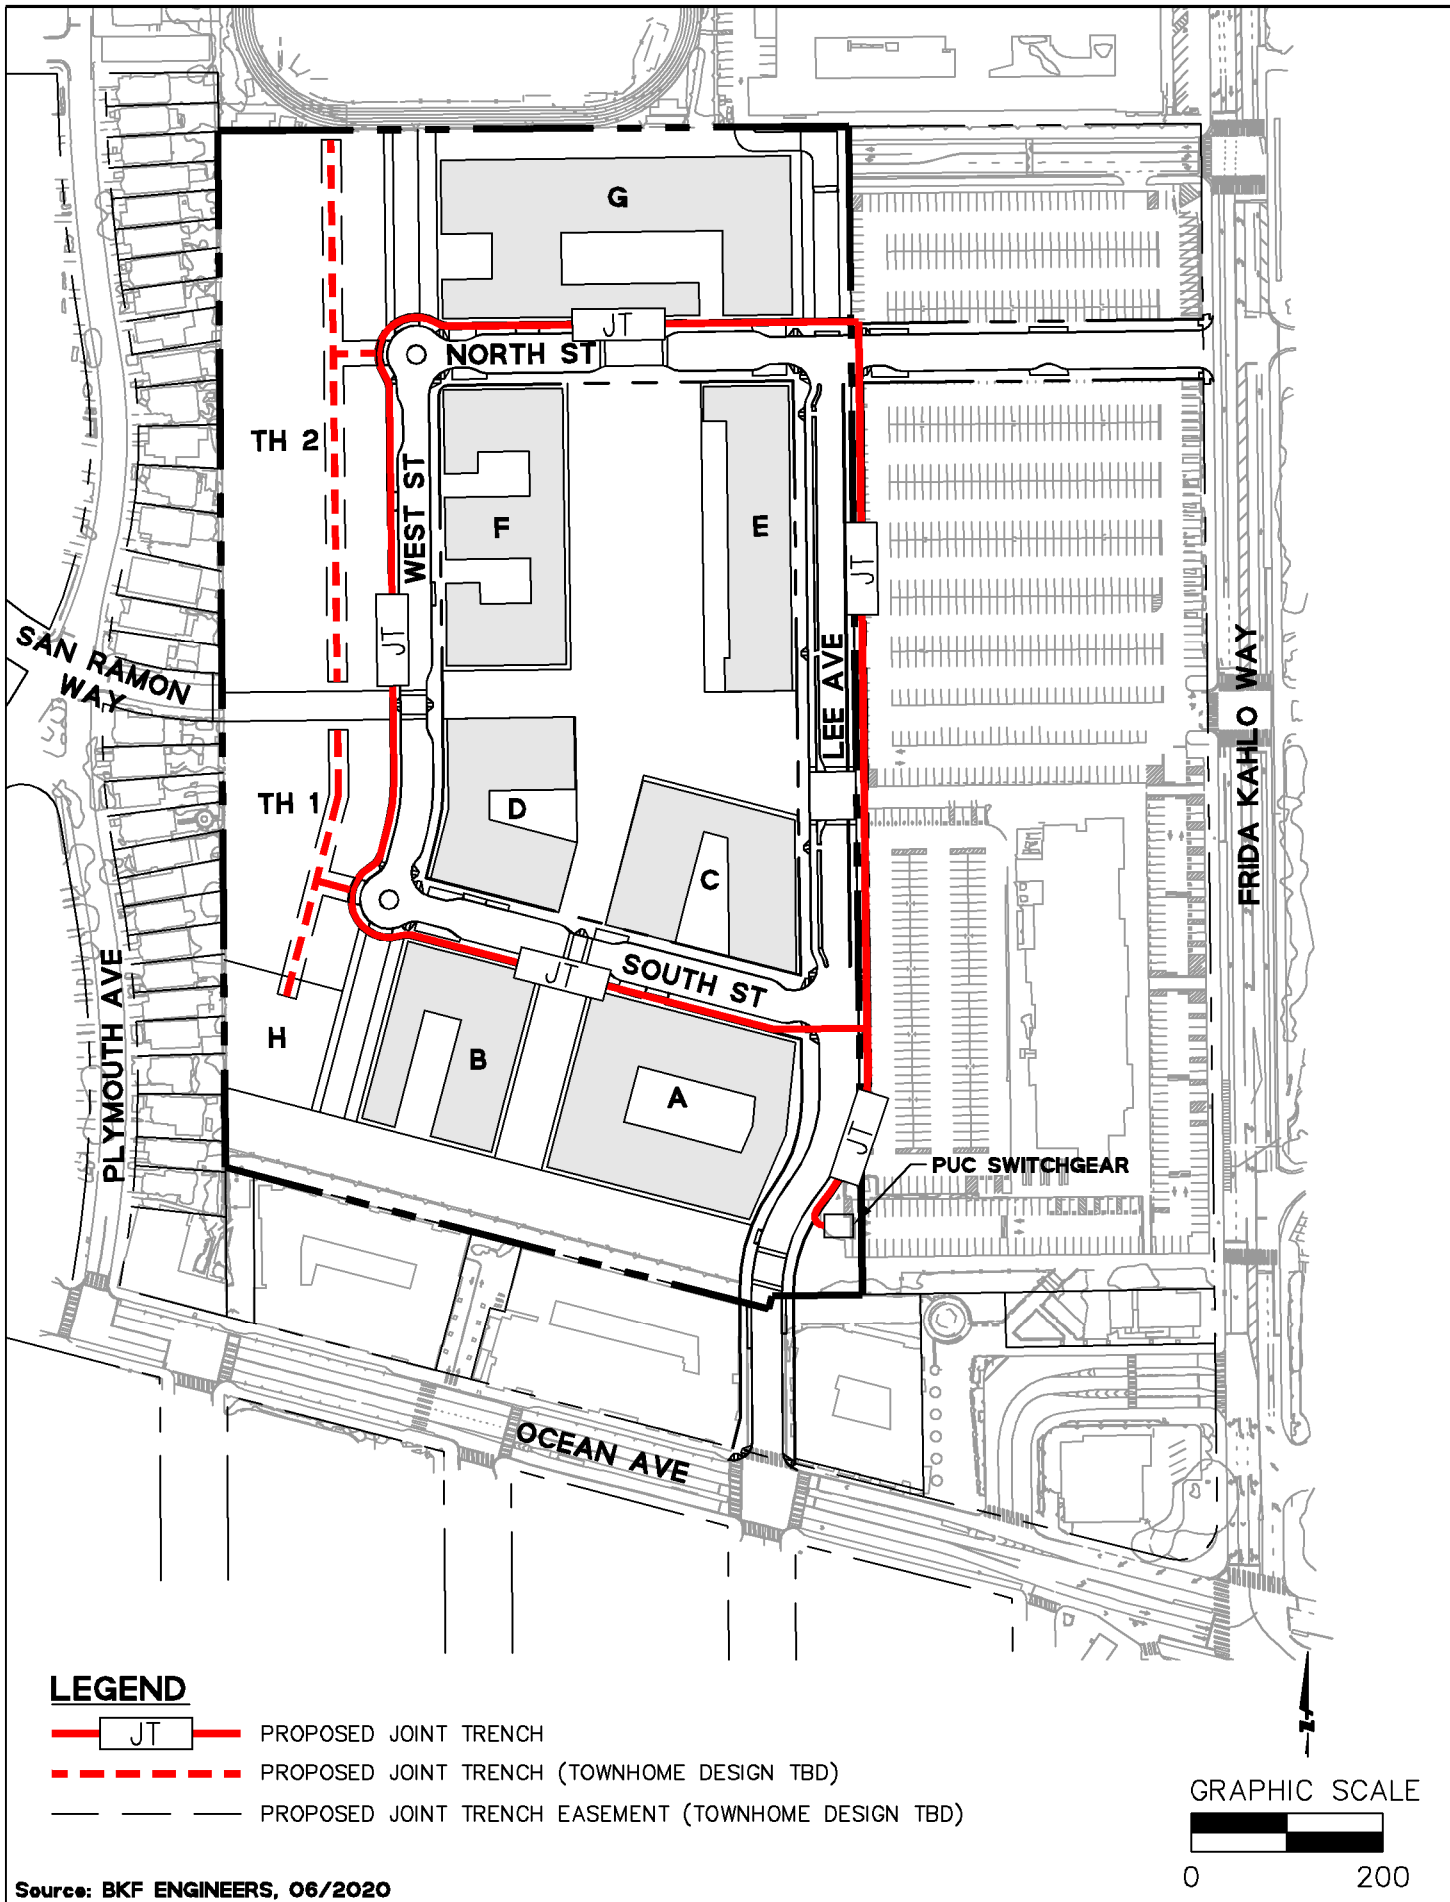 G
JT
NORTH ST
TH 2
WEST ST
F
E
JT
JT
SAN RAMON
WAY
LEE AVE
FRIDA KAHLO WAY
TH 1
D
C
PLYMOUTH AVE
JT
SOUTH ST
H
B
A
JT
PUC SWITCHGEAR
OCEAN AVE
LEGEND
JT PROPOSED JOINT TRENCH
PROPOSED JOINT TRENCH (TOWNHOME DESIGN TBD)
PROPOSED JOINT TRENCH EASEMENT (TOWNHOME DESIGN TBD)
N
GRAPHIC SCALE
0 200
Source: BKF ENGINEERS, 06/2020